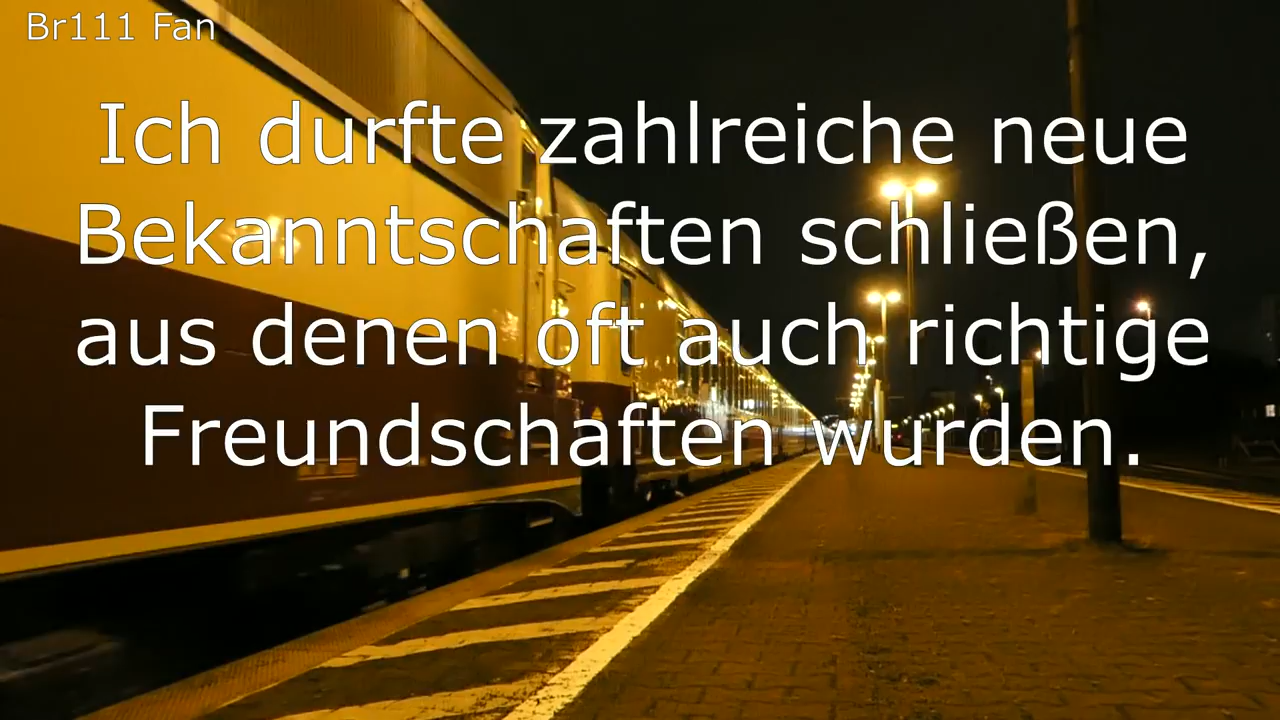 Br111 Fan
Ich durfte zahlreiche neue
Bekanntschaften schließen,
aus denen oft auch richtige
Freundschaften wurden.